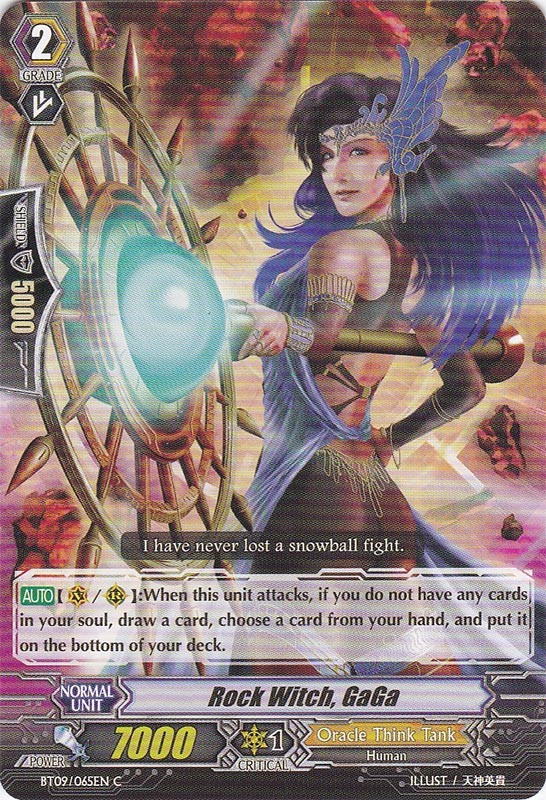 2
GRADE
SHIELD
5000
I have never lost a snowball fight.
AUTO【 V / R 】:When this unit attacks, if you do not have any cards
in your soul, draw a card, choose a card from your hand, and put it
on the bottom of your deck.
NORMAL
UNIT
Rock Witch, GaGa
POWER
7000
1
CRITICAL
Oracle Think Tank
Human
BT09/065EN C
ILLUST / 天神英貴